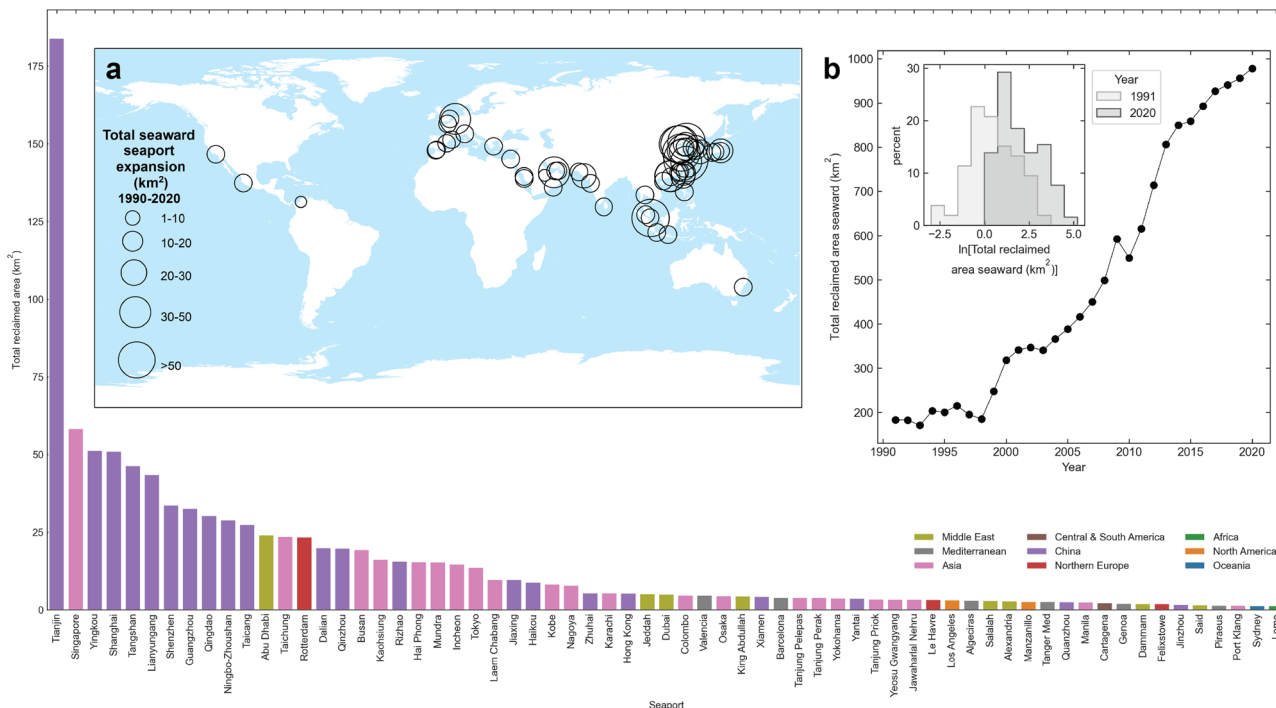 175
150
125
100
75
50
25
0
Total reclaimed area (km²)
a
Total seaward
seaport
expansion
(km²)
1990-2020
1-10
10-20
20-30
30-50
>50
b
30
20
10
0
percent
-2.5 0.0 2.5 5.0
ln[Total reclaimed
area seaward (km²)]
Year
1991
2020
1000
900
800
700
600
500
400
300
200
Total reclaimed area seaward (km²)
1990 1995 2000 2005 2010 2015 2020
Year
Middle East
Mediterranean
Asia
Central & South America
China
Northern Europe
Africa
North America
Oceania
Tianjin
Singapore
Yingkou
Shanghai
Tangshan
Lianyungang
Shenzhen
Guangzhou
Qingdao
Ningbo-Zhoushan
Taicang
Abu Dhabi
Taichung
Rotterdam
Dalian
Qinzhou
Busan
Kaohsiung
Rizhao
Hai Phong
Mundra
Incheon
Tokyo
Laem Chabang
Jiaxing
Haikou
Kobe
Nagoya
Zhuhai
Karachi
Hong Kong
Jeddah
Dubai
Colombo
Valencia
Osaka
King Abdullah
Xiamen
Barcelona
Tanjung Pelepas
Tanjung Perak
Yokohama
Yantai
Tanjung Priok
Yeosu Gwangyang
Jawaharlal Nehru
Le Havre
Los Angeles
Algeciras
Salalah
Alexandria
Manzanillo
Tanger Med
Quanzhou
Manila
Cartagena
Genoa
Dammam
Felixstowe
Jinzhou
Said
Piraeus
Port Klang
Sydney
Seaport